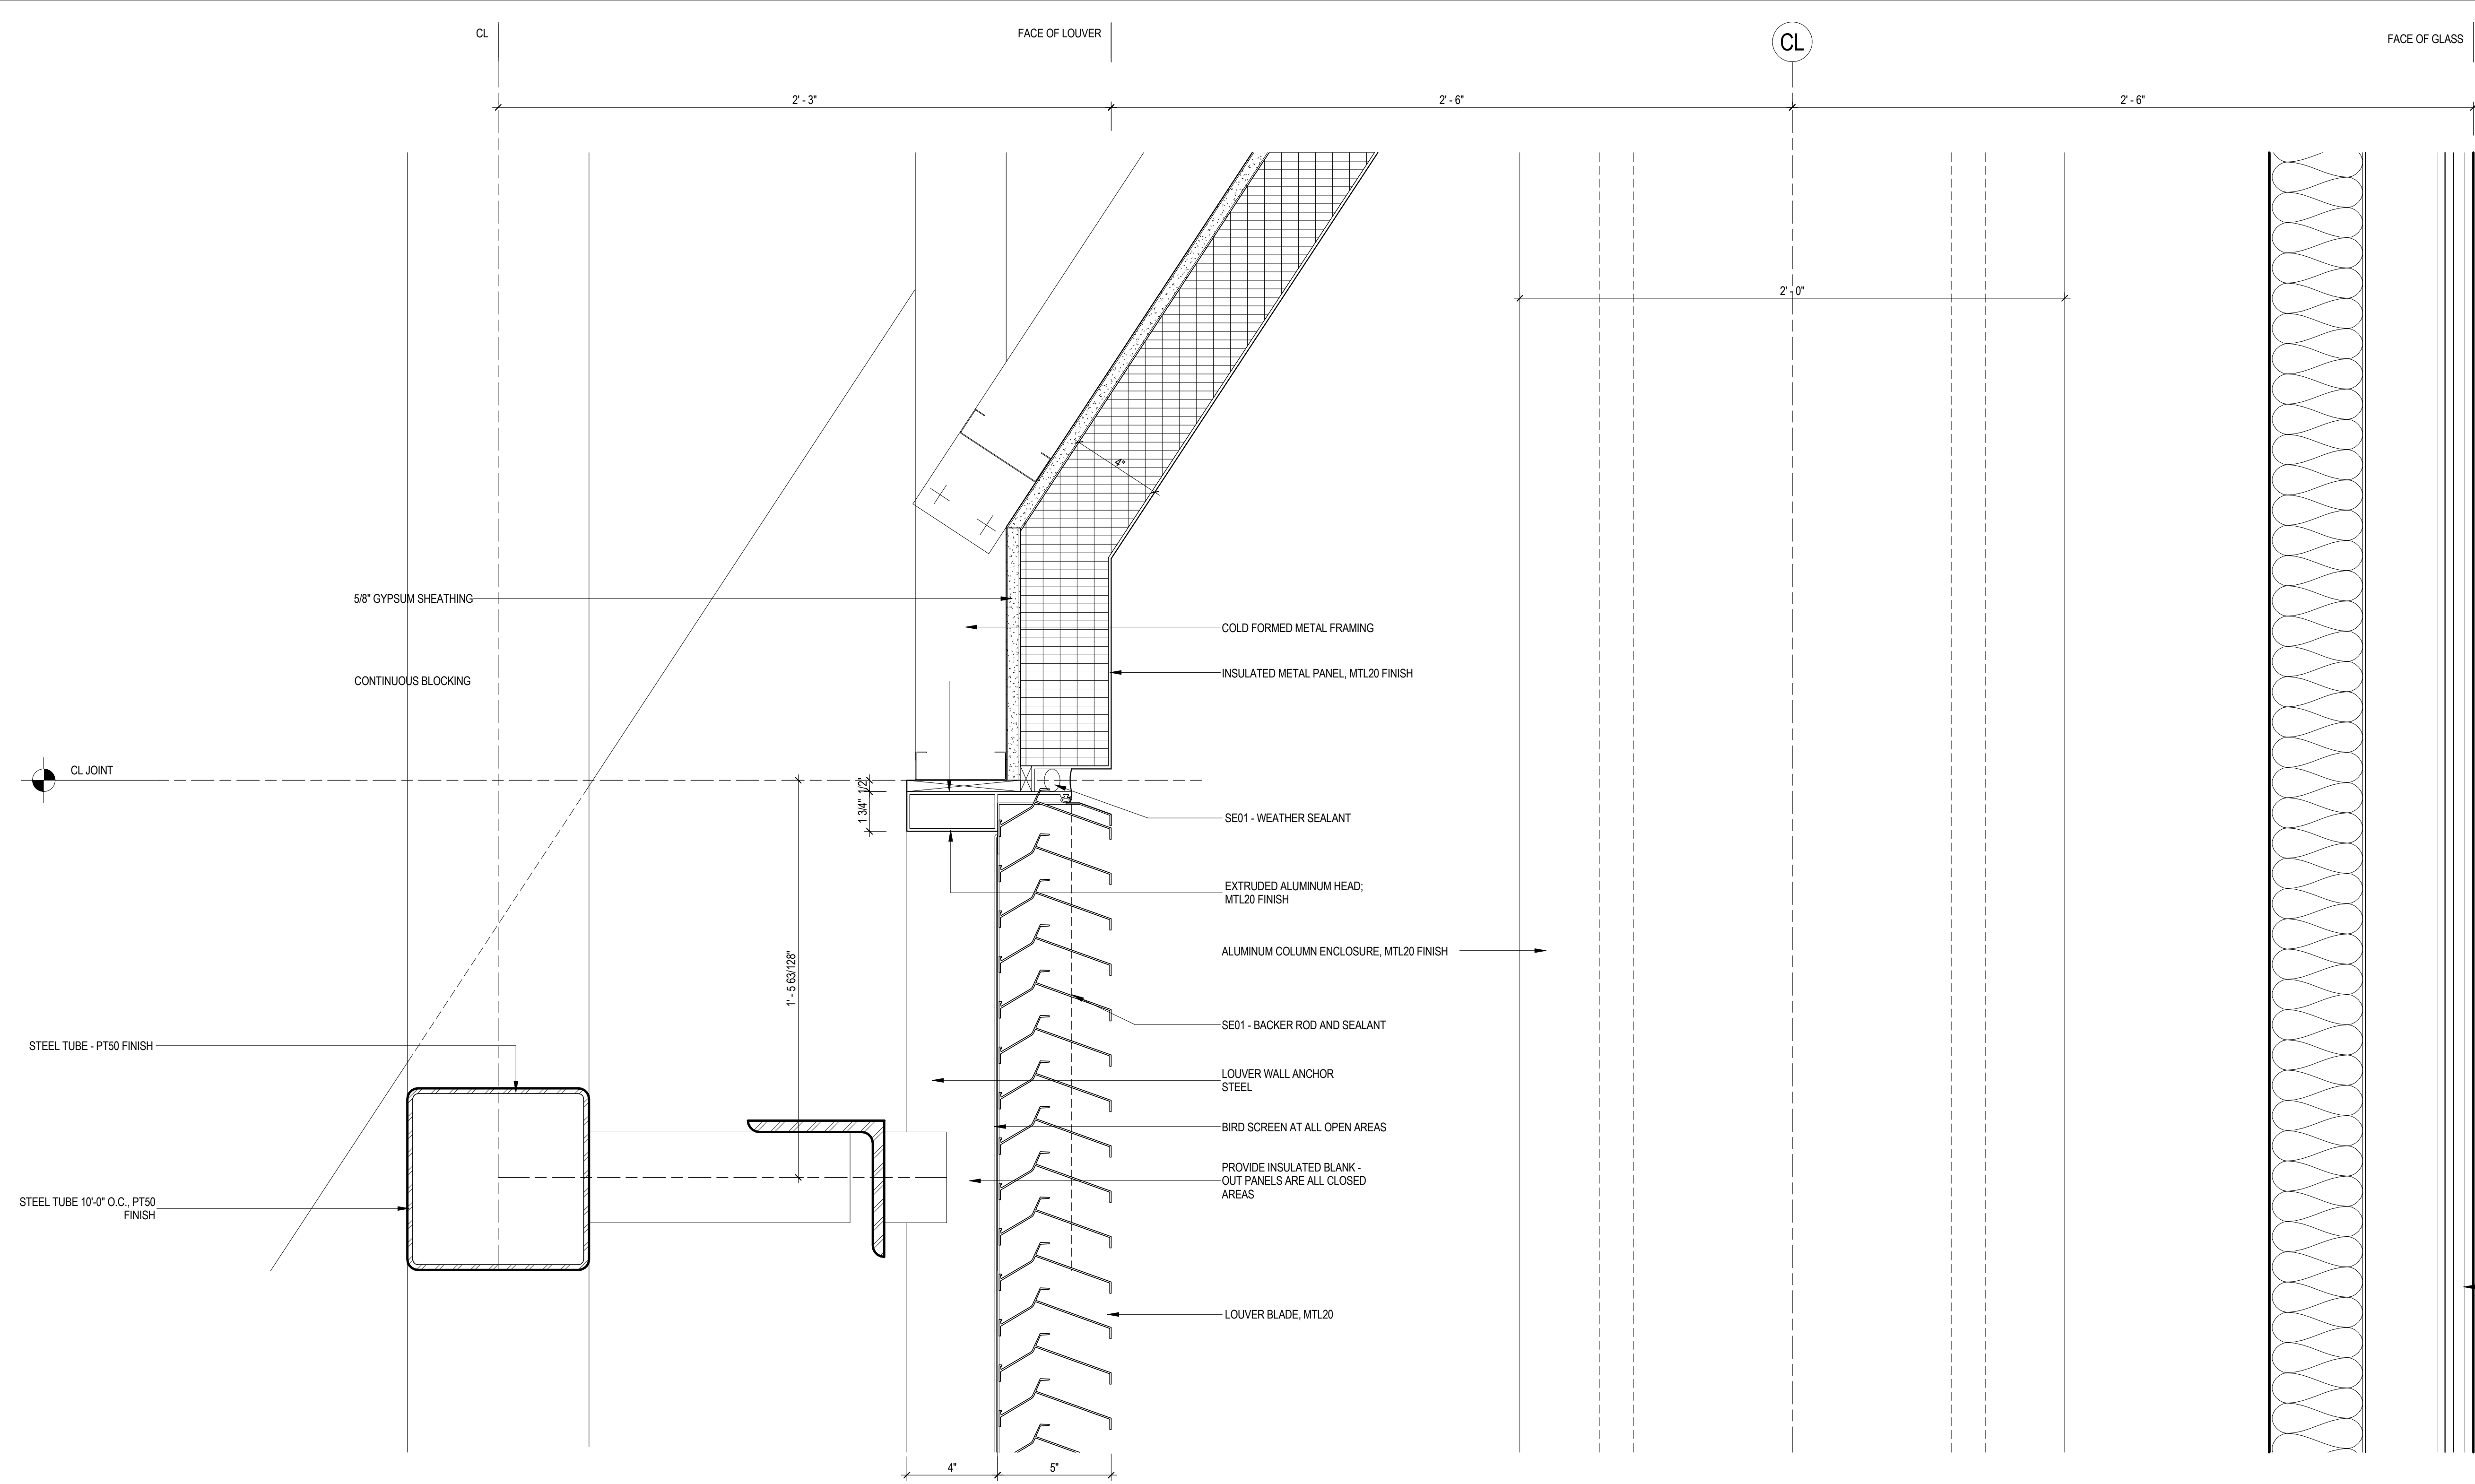 CL
FACE OF LOUVER
CL
FACE OF GLASS
2' - 3"
2' - 6"
2' - 6"
2' - 0"
4"
5/8" GYPSUM SHEATHING
COLD FORMED METAL FRAMING
INSULATED METAL PANEL, MTL20 FINISH
CONTINUOUS BLOCKING
CL JOINT
1/2"
1 3/4"
SE01 - WEATHER SEALANT
EXTRUDED ALUMINUM HEAD;
MTL20 FINISH
ALUMINUM COLUMN ENCLOSURE, MTL20 FINISH
1' - 5 63/128"
SE01 - BACKER ROD AND SEALANT
STEEL TUBE - PT50 FINISH
LOUVER WALL ANCHOR
STEEL
BIRD SCREEN AT ALL OPEN AREAS
PROVIDE INSULATED BLANK -
OUT PANELS ARE ALL CLOSED
AREAS
STEEL TUBE 10'-0" O.C., PT50
FINISH
LOUVER BLADE, MTL20
4"
5"